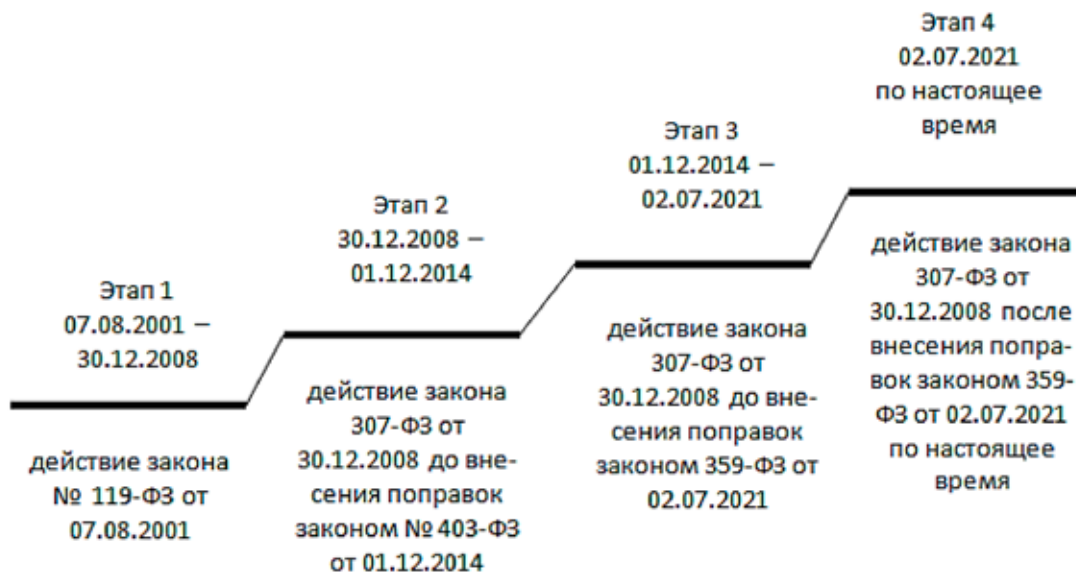 Этап 1
07.08.2001 –
30.12.2008
действие закона
№ 119-ФЗ от
07.08.2001
Этап 2
30.12.2008 –
01.12.2014
действие закона
307-ФЗ от
30.12.2008 до вне-
сения поправок
законом № 403-ФЗ
от 01.12.2014
Этап 3
01.12.2014 –
02.07.2021
действие закона
307-ФЗ от
30.12.2008 до вне-
сения поправок
законом 359-ФЗ от
02.07.2021
Этап 4
02.07.2021
по настоящее
время
действие закона
307-ФЗ от
30.12.2008 после
внесения попра-
вок законом 359-
ФЗ от 02.07.2021
по настоящее
время